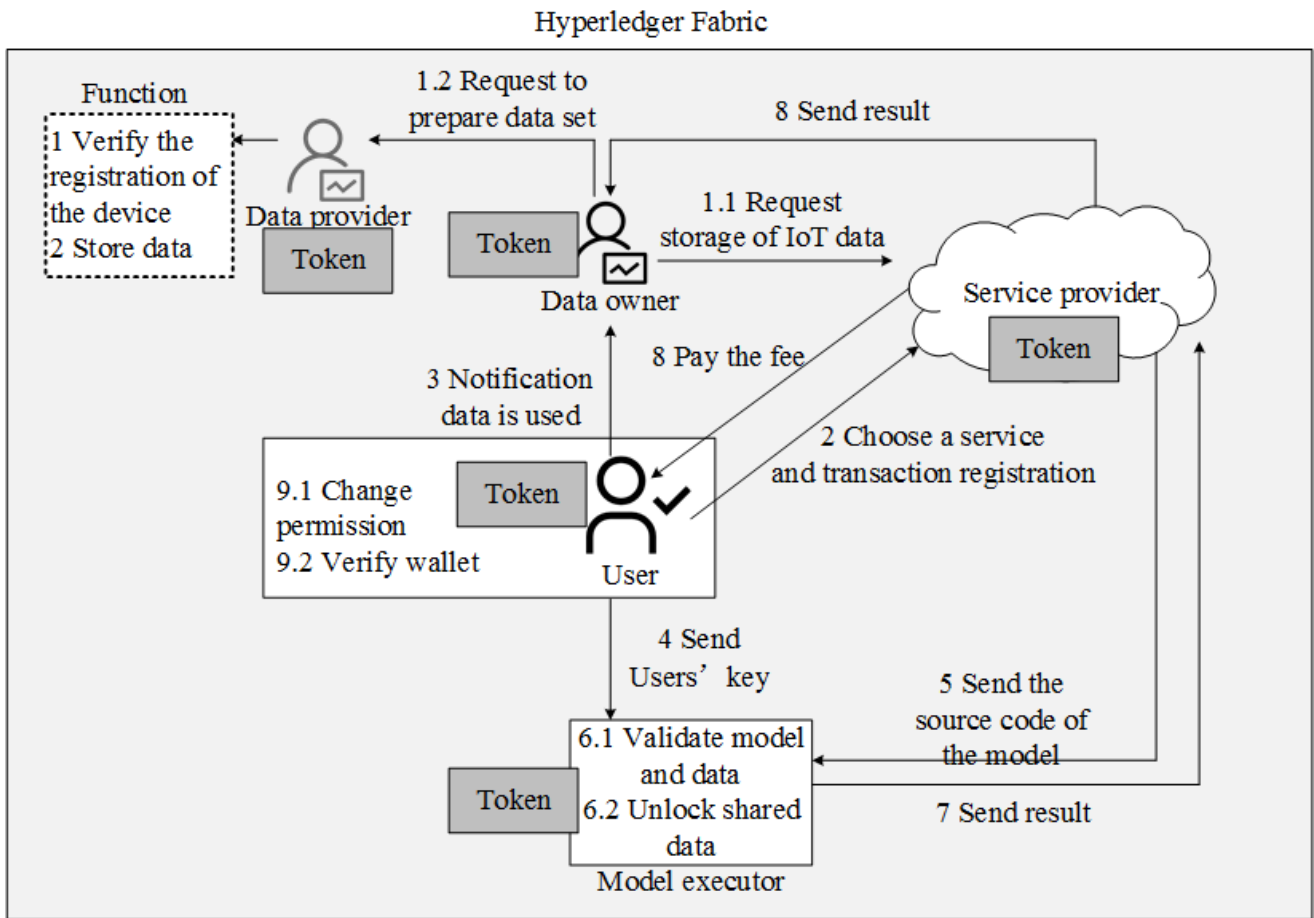 Hyperledger Fabric
Function
1 Verify the
registration of
the device
2 Store data
1.2 Request to
prepare data set
Data provider
Token
8 Send result
Token
Data owner
1.1 Request
storage of IoT data
Service provider
Token
8 Pay the fee
3 Notification
data is used
2 Choose a service
and transaction registration
9.1 Change
permission
9.2 Verify wallet
Token
User
4 Send
Users’ key
5 Send the
source code of
the model
6.1 Validate model
and data
6.2 Unlock shared
data
Token
7 Send result
Model executor